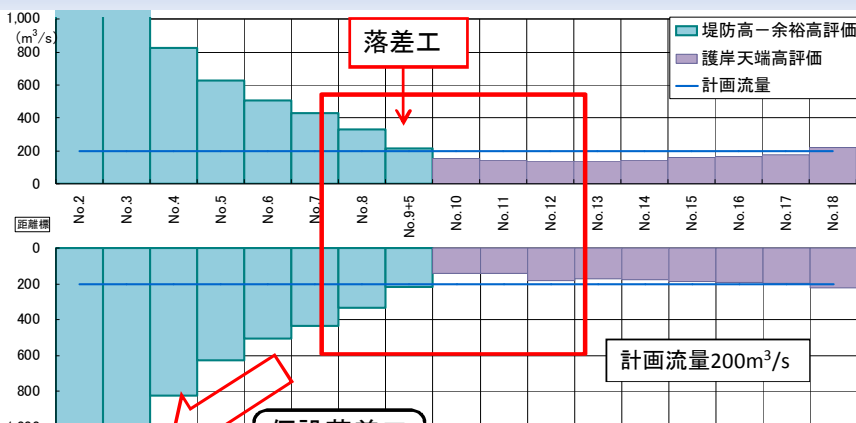 1,000
(m³/s)
800
600
400
200
0
落差工
堤防高－余裕高評価
護岸天端高評価
計画流量
距離標
No.2
No.3
No.4
No.5
No.6
No.7
No.8
No.9+5
No.10
No.11
No.12
No.13
No.14
No.15
No.16
No.17
No.18
0
200
400
600
800
計画流量200m³/s